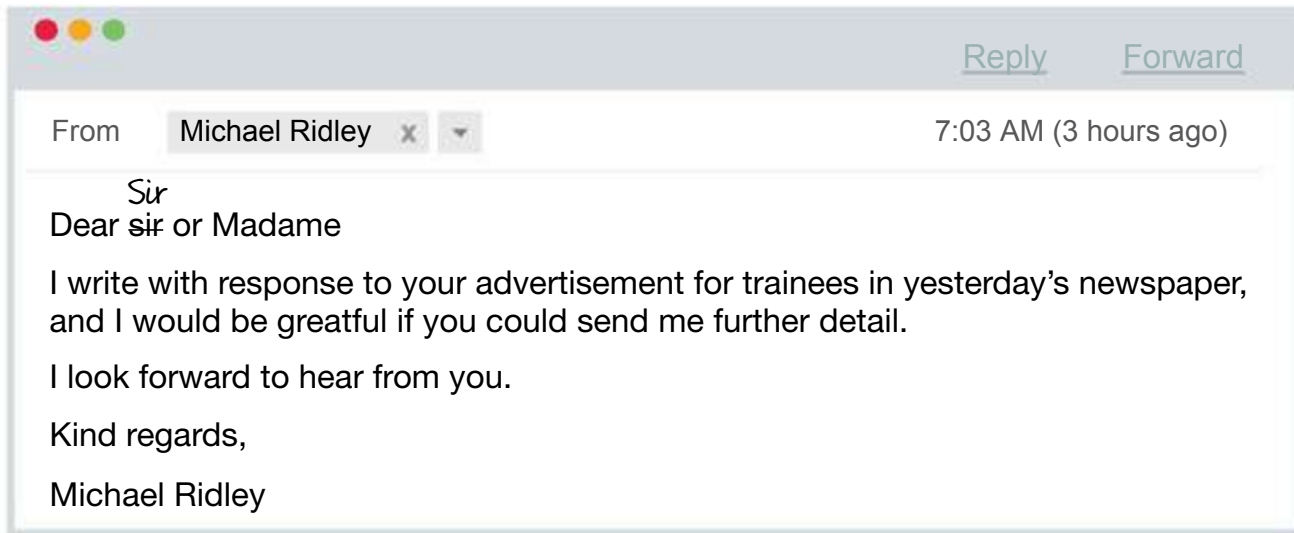 Reply Forward
From Michael Ridley x 7:03 AM (3 hours ago)
Sir
Dear sir or Madame
I write with response to your advertisement for trainees in yesterday’s newspaper,
and I would be greatful if you could send me further detail.
I look forward to hear from you.
Kind regards,
Michael Ridley